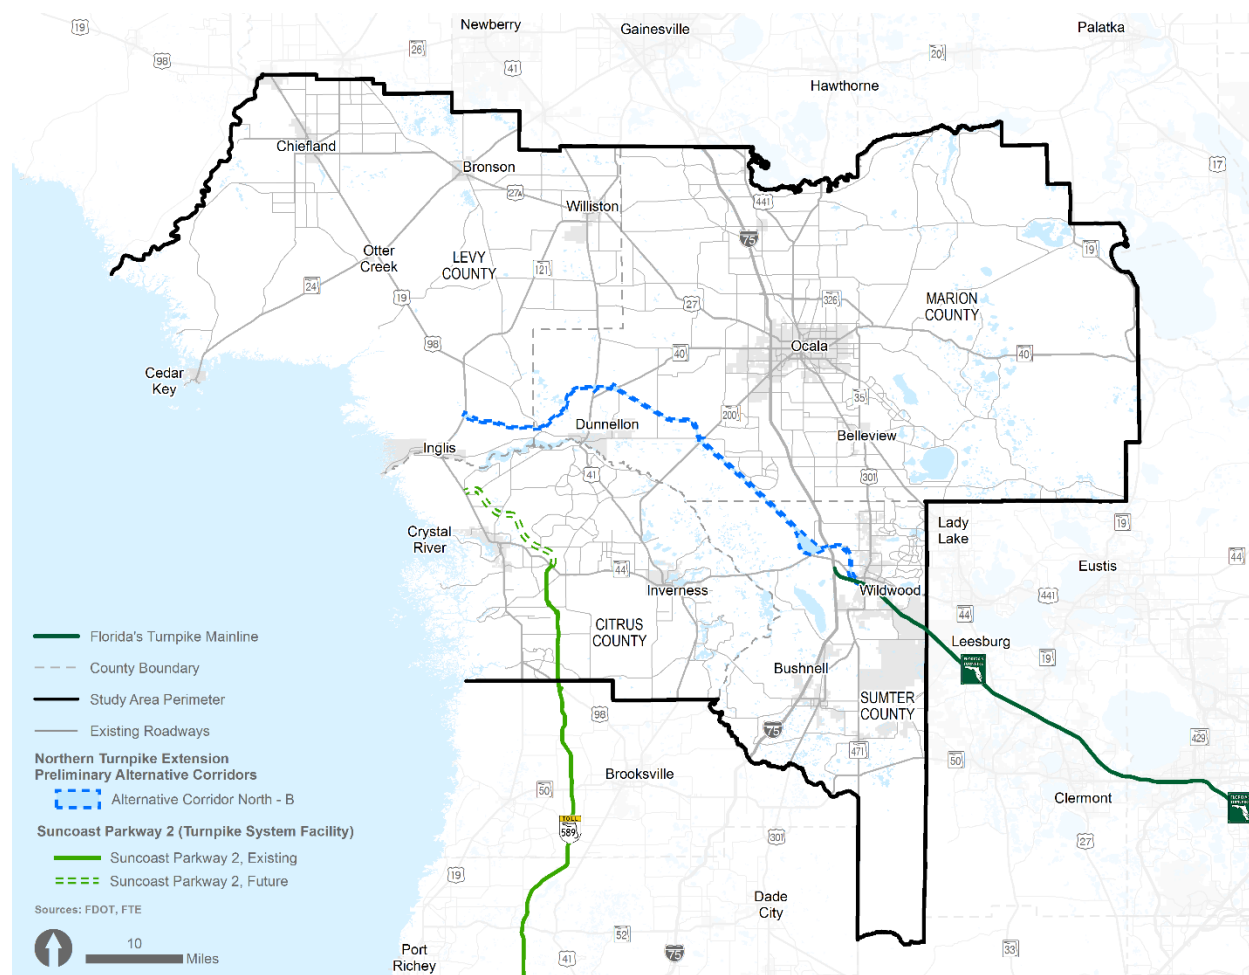 Newberry
Gainesville
Palatka
19
98
26
41
20
Hawthorne
Chiefland
Bronson
27A
Williston
441
17
75
19
Otter
Creek
LEVY
COUNTY
121
24
19
27
326
MARION
COUNTY
98
40
Ocala
40
Cedar
Key
35
200
Dunnellon
Belleview
Inglis
41
301
Crystal
River
Lady
Lake
19
44
44
Inverness
Wildwood
Eustis
441
44
CITRUS
COUNTY
Leesburg
19
Bushnell
SUMTER
COUNTY
98
75
471
50
429
Brooksville
50
Clermont
TOLL
589
301
27
19
Dade
City
52
Port
Richey
41
75
33
Florida's Turnpike Mainline
County Boundary
Study Area Perimeter
Existing Roadways
Northern Turnpike Extension
Preliminary Alternative Corridors
Alternative Corridor North - B
Suncoast Parkway 2 (Turnpike System Facility)
Suncoast Parkway 2, Existing
Suncoast Parkway 2, Future
Sources: FDOT, FTE
10
Miles